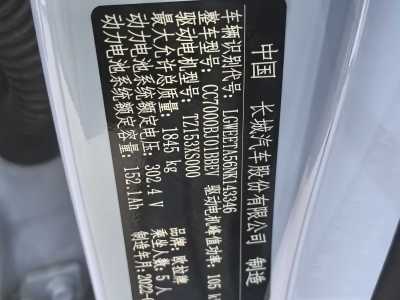 中国 长城汽车股份有限公司 制造
车辆识别代号:
整车型号: CC7000BJ01BBEV 驱动电机峰值功率: 105
驱动电机型号: TZ153XS000 品牌: 欧拉牌
最大允许总质量: 1845 kg 乘坐人数: 5 人
动力电池系统额定电压: 302.4 V 制造年月:
动力电池系统额定容量: 152.1Ah